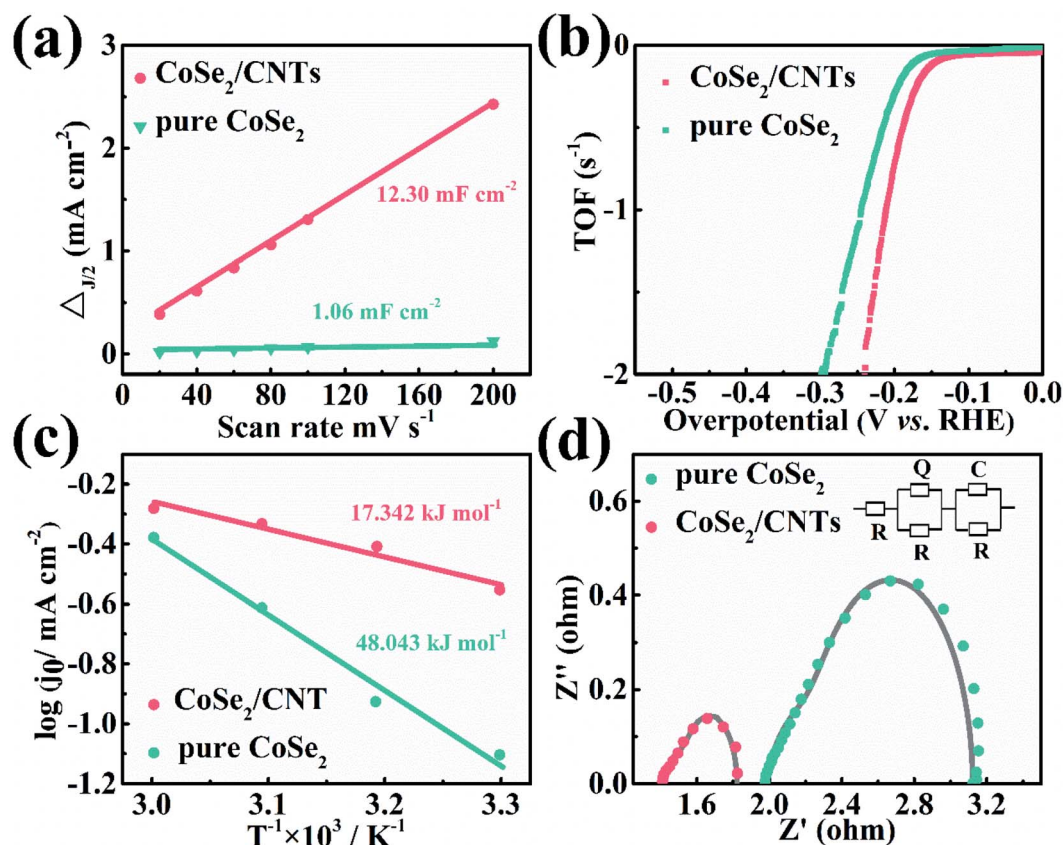 (a)
3
2
1
0
△J/2 (mA cm-2)
CoSe2/CNTs
pure CoSe2
12.30 mF cm-2
1.06 mF cm-2
0 40 80 120 160 200
Scan rate mV s-1
(b)
0
-1
-2
TOF (s-1)
CoSe2/CNTs
pure CoSe2
-0.5 -0.4 -0.3 -0.2 -0.1 0.0
Overpotential (V vs. RHE)
(c)
-0.2
-0.4
-0.6
-0.8
-1.0
-1.2
log (j0/ mA cm-2)
17.342 kJ mol-1
48.043 kJ mol-1
CoSe2/CNT
pure CoSe2
3.0 3.1 3.2 3.3
T-1×103 / K-1
(d)
0.6
0.4
0.2
0.0
Z'' (ohm)
pure CoSe2
CoSe2/CNTs
Q C
R
R R
1.6 2.0 2.4 2.8 3.2
Z' (ohm)